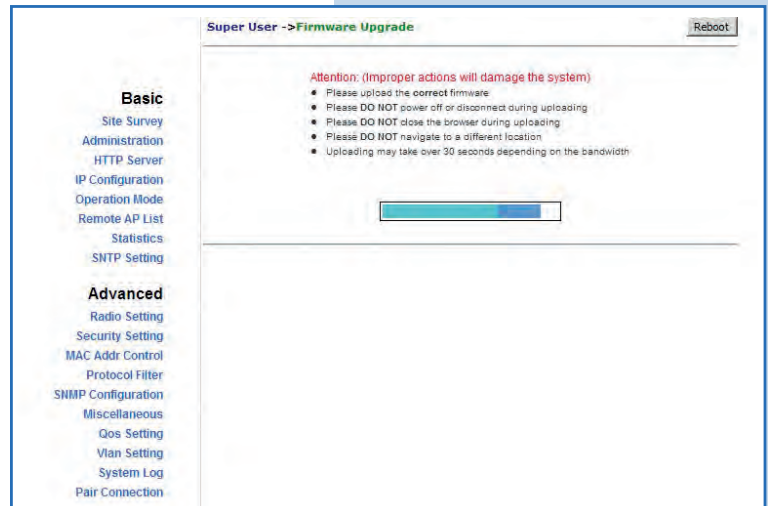 Super User ->Firmware Upgrade
Reboot
Attention: (Improper actions will damage the system)
Please upload the correct firmware
Please DO NOT power off or disconnect during uploading
Please DO NOT close the browser during uploading
Please DO NOT navigate to a different location
Uploading may take over 30 seconds depending on the bandwidth
Basic
Site Survey
Administration
HTTP Server
IP Configuration
Operation Mode
Remote AP List
Statistics
SNTP Setting
Advanced
Radio Setting
Security Setting
MAC Addr Control
Protocol Filter
SNMP Configuration
Miscellaneous
Qos Setting
Vlan Setting
System Log
Pair Connection